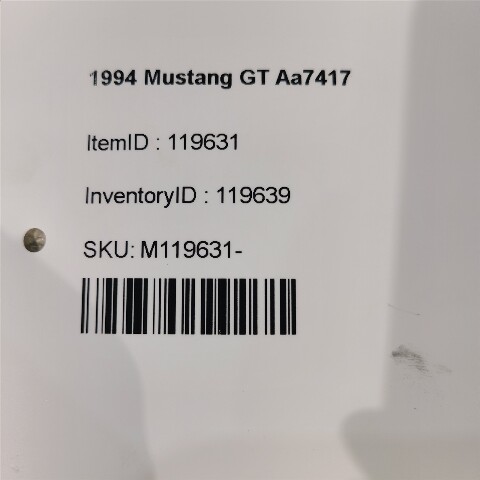 1994 Mustang GT Aa7417
ItemID : 119631
InventoryID : 119639
SKU: M119631-